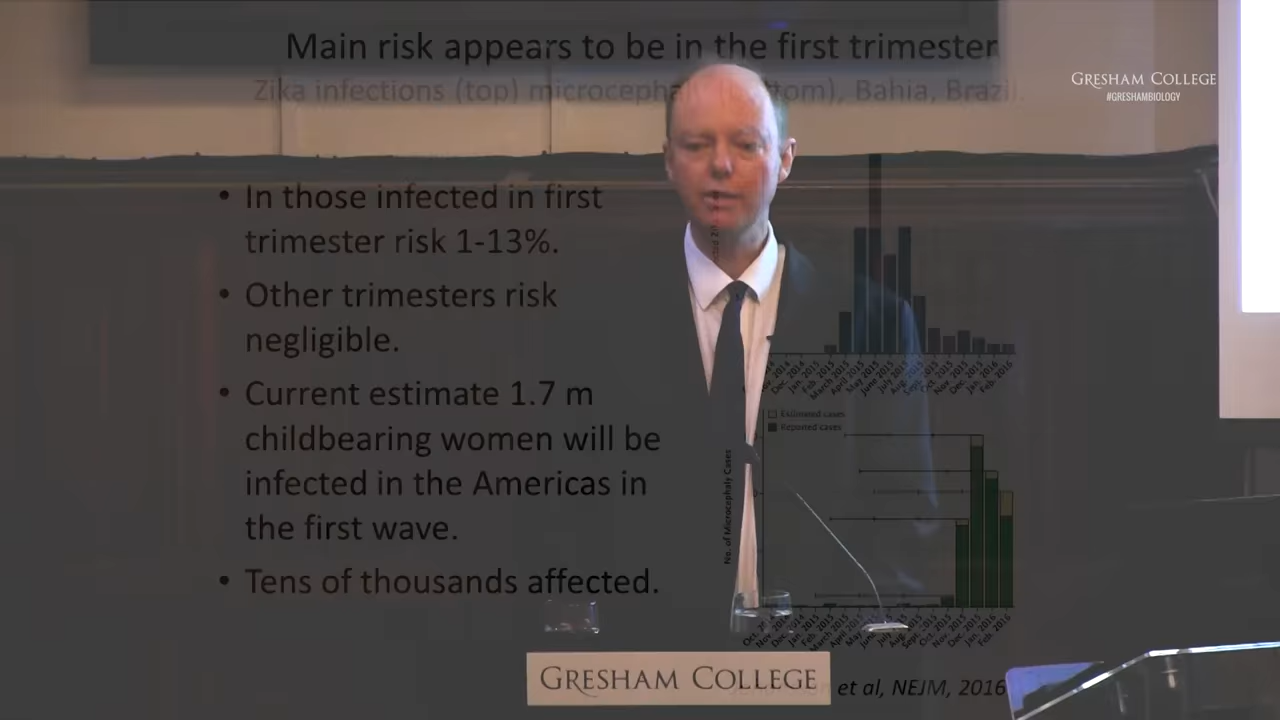 Main risk appears to be in the first trimester
Zika infections (top) microcephaly (bottom), Bahia, Brazil.
GRESHAM COLLEGE
#GRESHAMBIOLOGY
• In those infected in first
trimester risk 1-13%.
• Other trimesters risk
negligible.
• Current estimate 1.7 m
childbearing women will be
infected in the Americas in
the first wave.
• Tens of thousands affected.
Estimated cases
Reported cases
No. of Microcephaly Cases
GRESHAM COLLEGE
et al, NEJM, 2016